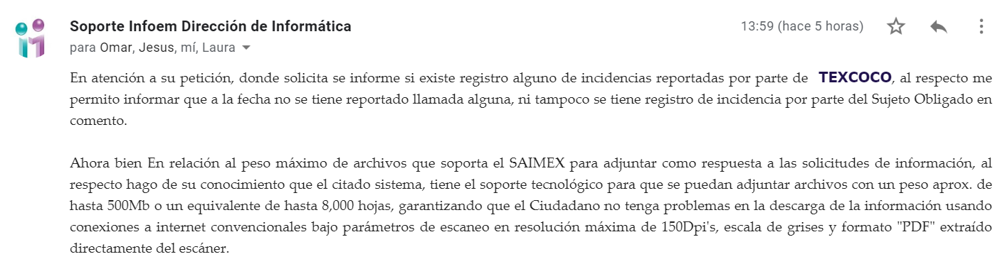 Soporte Infoem Dirección de Informática
13:59 (hace 5 horas)
para Omar, Jesus, mí, Laura
En atención a su petición, donde solicita se informe si existe registro alguno de incidencias reportadas por parte de TEXCOCO, al respecto me
permito informar que a la fecha no se tiene reportado llamada alguna, ni tampoco se tiene registro de incidencia por parte del Sujeto Obligado en
comento.
Ahora bien En relación al peso máximo de archivos que soporta el SAIMEX para adjuntar como respuesta a las solicitudes de información, al
respecto hago de su conocimiento que el citado sistema, tiene el soporte tecnológico para que se puedan adjuntar archivos con un peso aprox. de
hasta 500Mb o un equivalente de hasta 8,000 hojas, garantizando que el Ciudadano no tenga problemas en la descarga de la información usando
conexiones a internet convencionales bajo parámetros de escaneo en resolución máxima de 150Dpi's, escala de grises y formato "PDF" extraído
directamente del escáner.